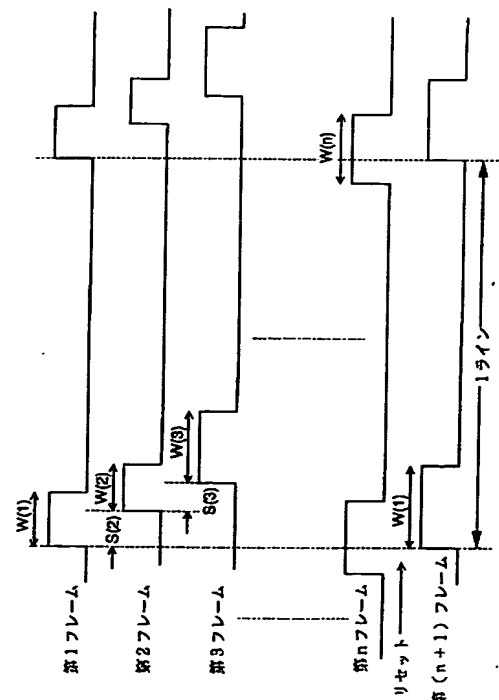 第1フレーム
W(1)
第2フレーム
S(2)
W(2)
第3フレーム
S(3)
W(3)
第nフレーム
W(n)
リセット
第(n+1)フレーム
W(1)
1ライン